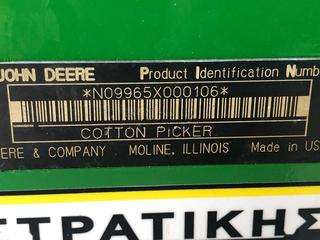 JOHN DEERE Product Identification Numb
*N09965X000106*
COTTON PICKER
ERE & COMPANY MOLINE, ILLINOIS Made in US
ΣΤΡΑΤΙΚΗΣ